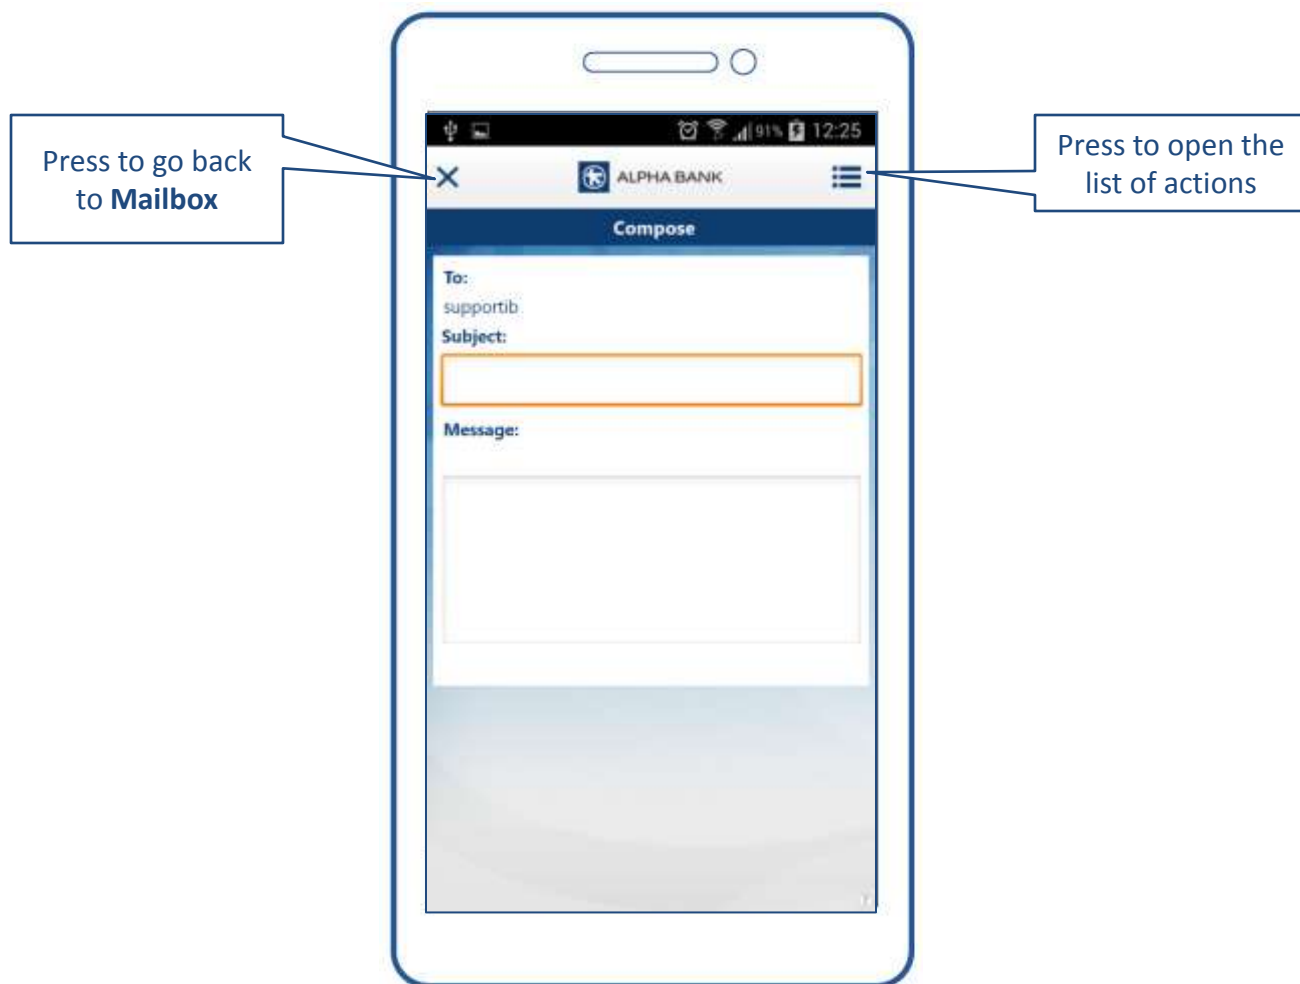 91% 12:25
Press to go back
to Mailbox
ALPHA BANK
Press to open the
list of actions
Compose
To:
supportib
Subject:
Message: